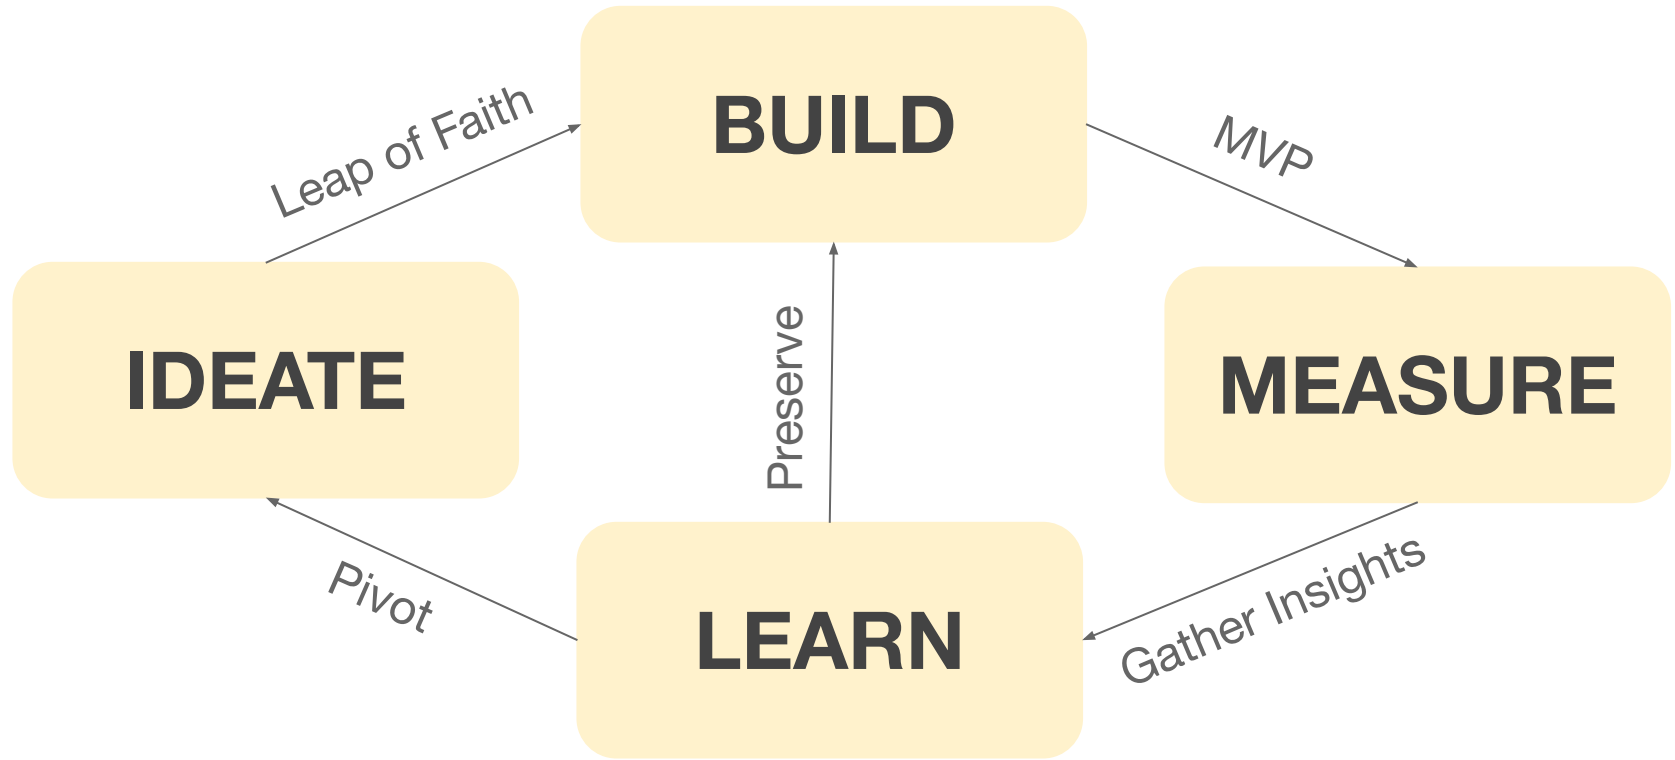 BUILD
Leap of Faith
MVP
IDEATE
Preserve
MEASURE
Pivot
LEARN
Gather Insights